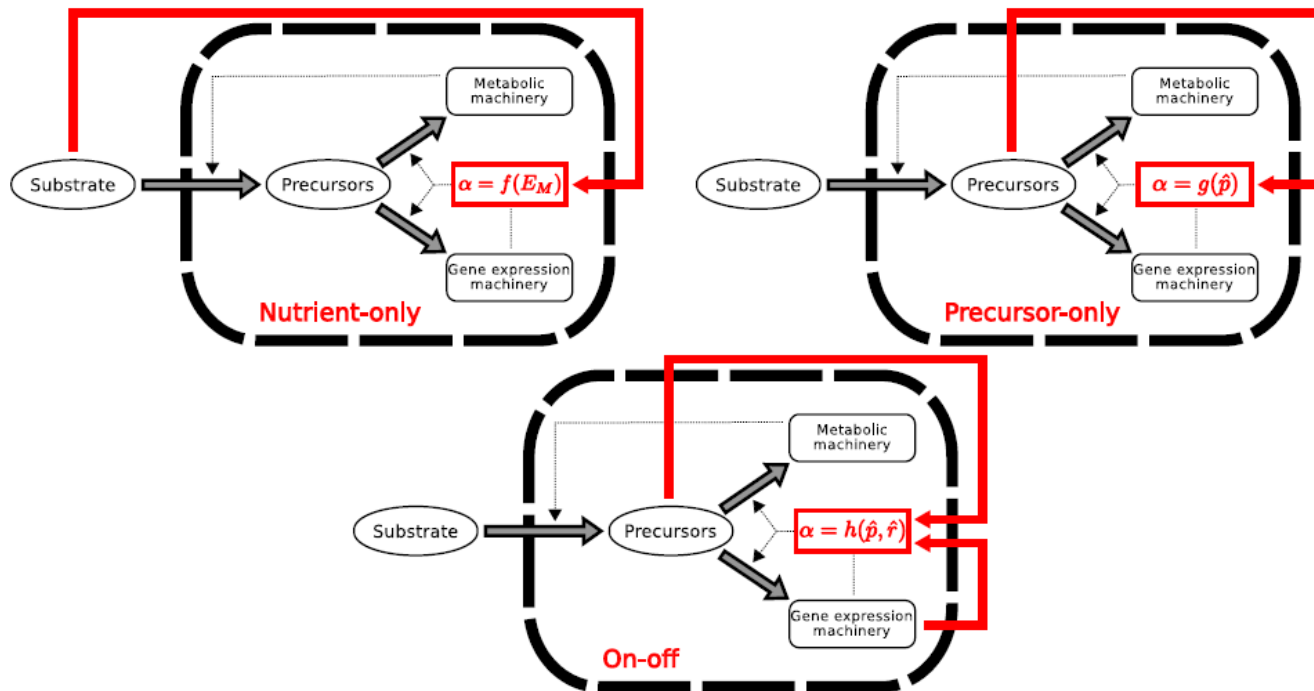 Metabolic
machinery
Substrate
Precursors
α = f(E_M)
Gene expression
machinery
Nutrient-only
Metabolic
machinery
Substrate
Precursors
α = g(p̂)
Gene expression
machinery
Precursor-only
Metabolic
machinery
Substrate
Precursors
α = h(p̂, r̂)
Gene expression
machinery
On-off